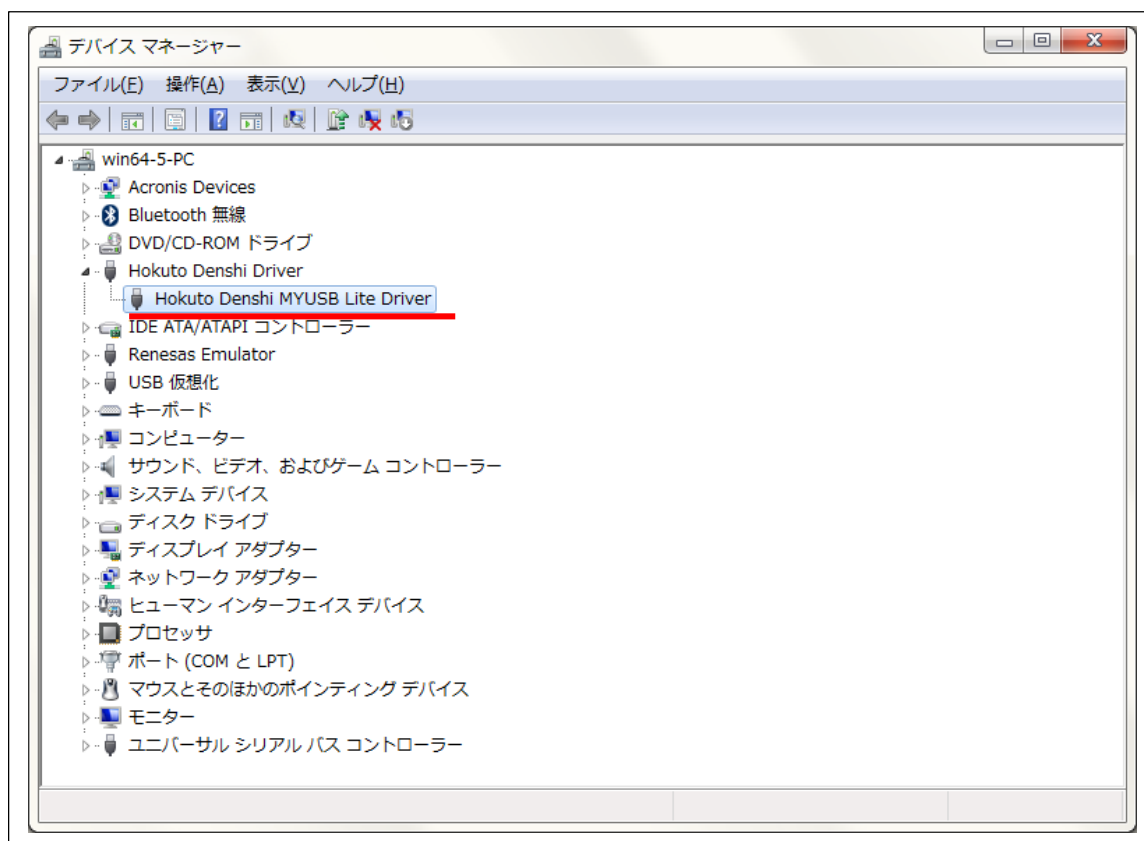 デバイス マネージャー
ファイル(F) 操作(A) 表示(V) ヘルプ(H)
win64-5-PC
Acronis Devices
Bluetooth 無線
DVD/CD-ROM ドライブ
Hokuto Denshi Driver
Hokuto Denshi MYUSB Lite Driver
IDE ATA/ATAPI コントローラー
Renesas Emulator
USB 仮想化
キーボード
コンピューター
サウンド、ビデオ、およびゲーム コントローラー
システム デバイス
ディスク ドライブ
ディスプレイ アダプター
ネットワーク アダプター
ヒューマン インターフェイス デバイス
プロセッサ
ポート (COM と LPT)
マウスとそのほかのポインティング デバイス
モニター
ユニバーサル シリアル バス コントローラー